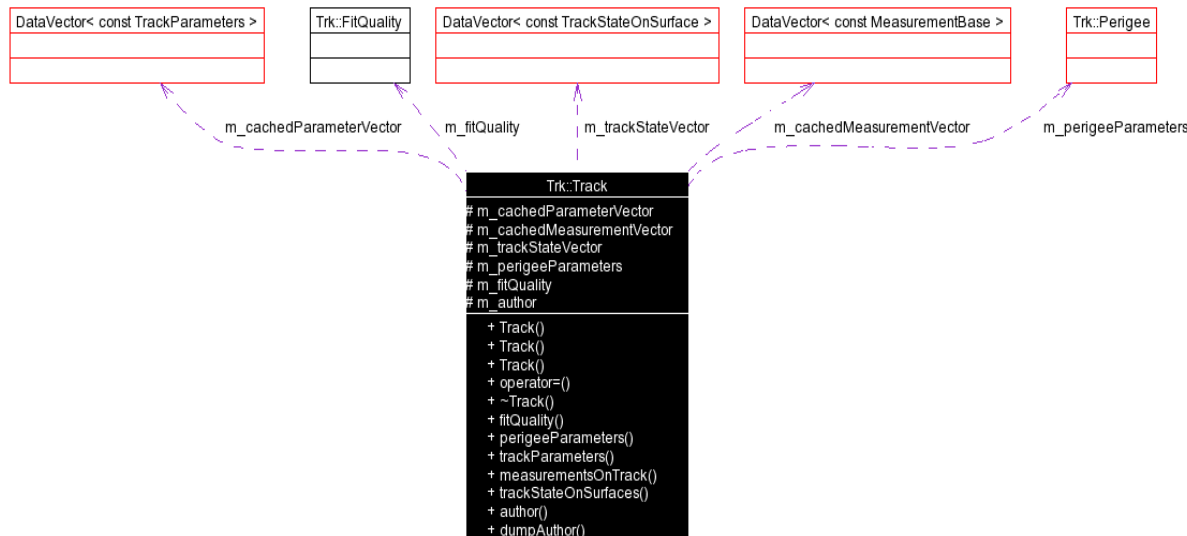 DataVector< const TrackParameters >
Trk::FitQuality
DataVector< const TrackStateOnSurface >
DataVector< const MeasurementBase >
Trk::Perigee
m_cachedParameterVector
m_fitQuality
m_trackStateVector
m_cachedMeasurementVector
m_perigeeParameters
Trk::Track
# m_cachedParameterVector
# m_cachedMeasurementVector
# m_trackStateVector
# m_perigeeParameters
# m_fitQuality
# m_author
+ Track()
+ Track()
+ Track()
+ operator=()
+ ~Track()
+ fitQuality()
+ perigeeParameters()
+ trackParameters()
+ measurementsOnTrack()
+ trackStateOnSurfaces()
+ author()
+ dumpAuthor()